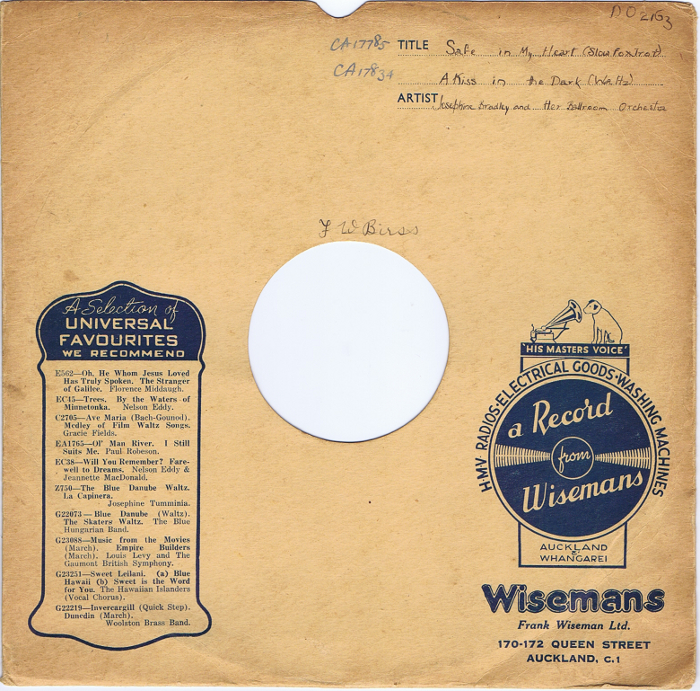 DO 2163
CA17785 TITLE Safe in My Heart (Slow Foxtrot)
CA17834 A Kiss in the Dark (Waltz)
ARTIST Josephine Bradley and Her Ballroom Orchestra
F W Birss
A Selection of
UNIVERSAL
FAVOURITES
WE RECOMMEND
E562—Oh, He Whom Jesus Loved
Has Truly Spoken. The Stranger
of Galilee. Florence Middaugh.
EC15—Trees. By the Waters of
Minnetonka. Nelson Eddy.
C2705—Ave Maria (Bach-Gounod).
Medley of Film Waltz Songs.
Gracie Fields.
EA1765—Ol' Man River. I Still
Suits Me. Paul Robeson.
EC38—Will You Remember? Fare-
well to Dreams. Nelson Eddy &
Jeannette MacDonald.
Z750—The Blue Danube Waltz.
La Capinera.
Josephine Tumminia.
G22073—Blue Danube (Waltz).
The Skaters Waltz. The Blue
Hungarian Band.
G23088—Music from the Movies
(March). Empire Builders
(March). Louis Levy and The
Gaumont British Symphony.
G23251—Sweet Leilani. (a) Blue
Hawaii (b) Sweet is the Word
for You. The Hawaiian Islanders
(Vocal Chorus).
G22219—Invercargill (Quick Step).
Dunedin (March).
Woolston Brass Band.
'HIS MASTERS VOICE'
H·M·V·RADIOS·ELECTRICAL GOODS·WASHING MACHINES
a Record
from
Wisemans
AUCKLAND
&
WHANGAREI
Wisemans
Frank Wiseman Ltd.
170-172 QUEEN STREET
AUCKLAND, C.1